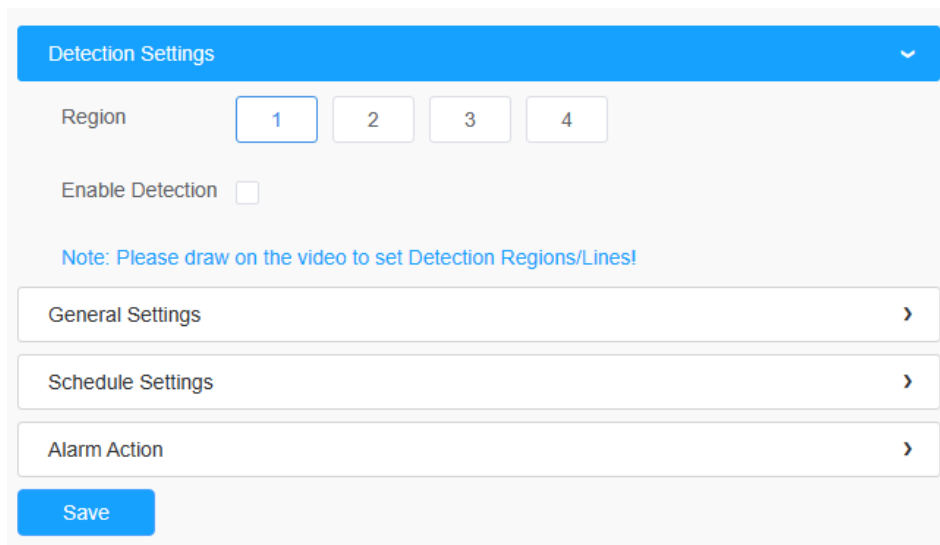 Detection Settings
Region 1 2 3 4
Enable Detection
Note: Please draw on the video to set Detection Regions/Lines!
General Settings
Schedule Settings
Alarm Action
Save